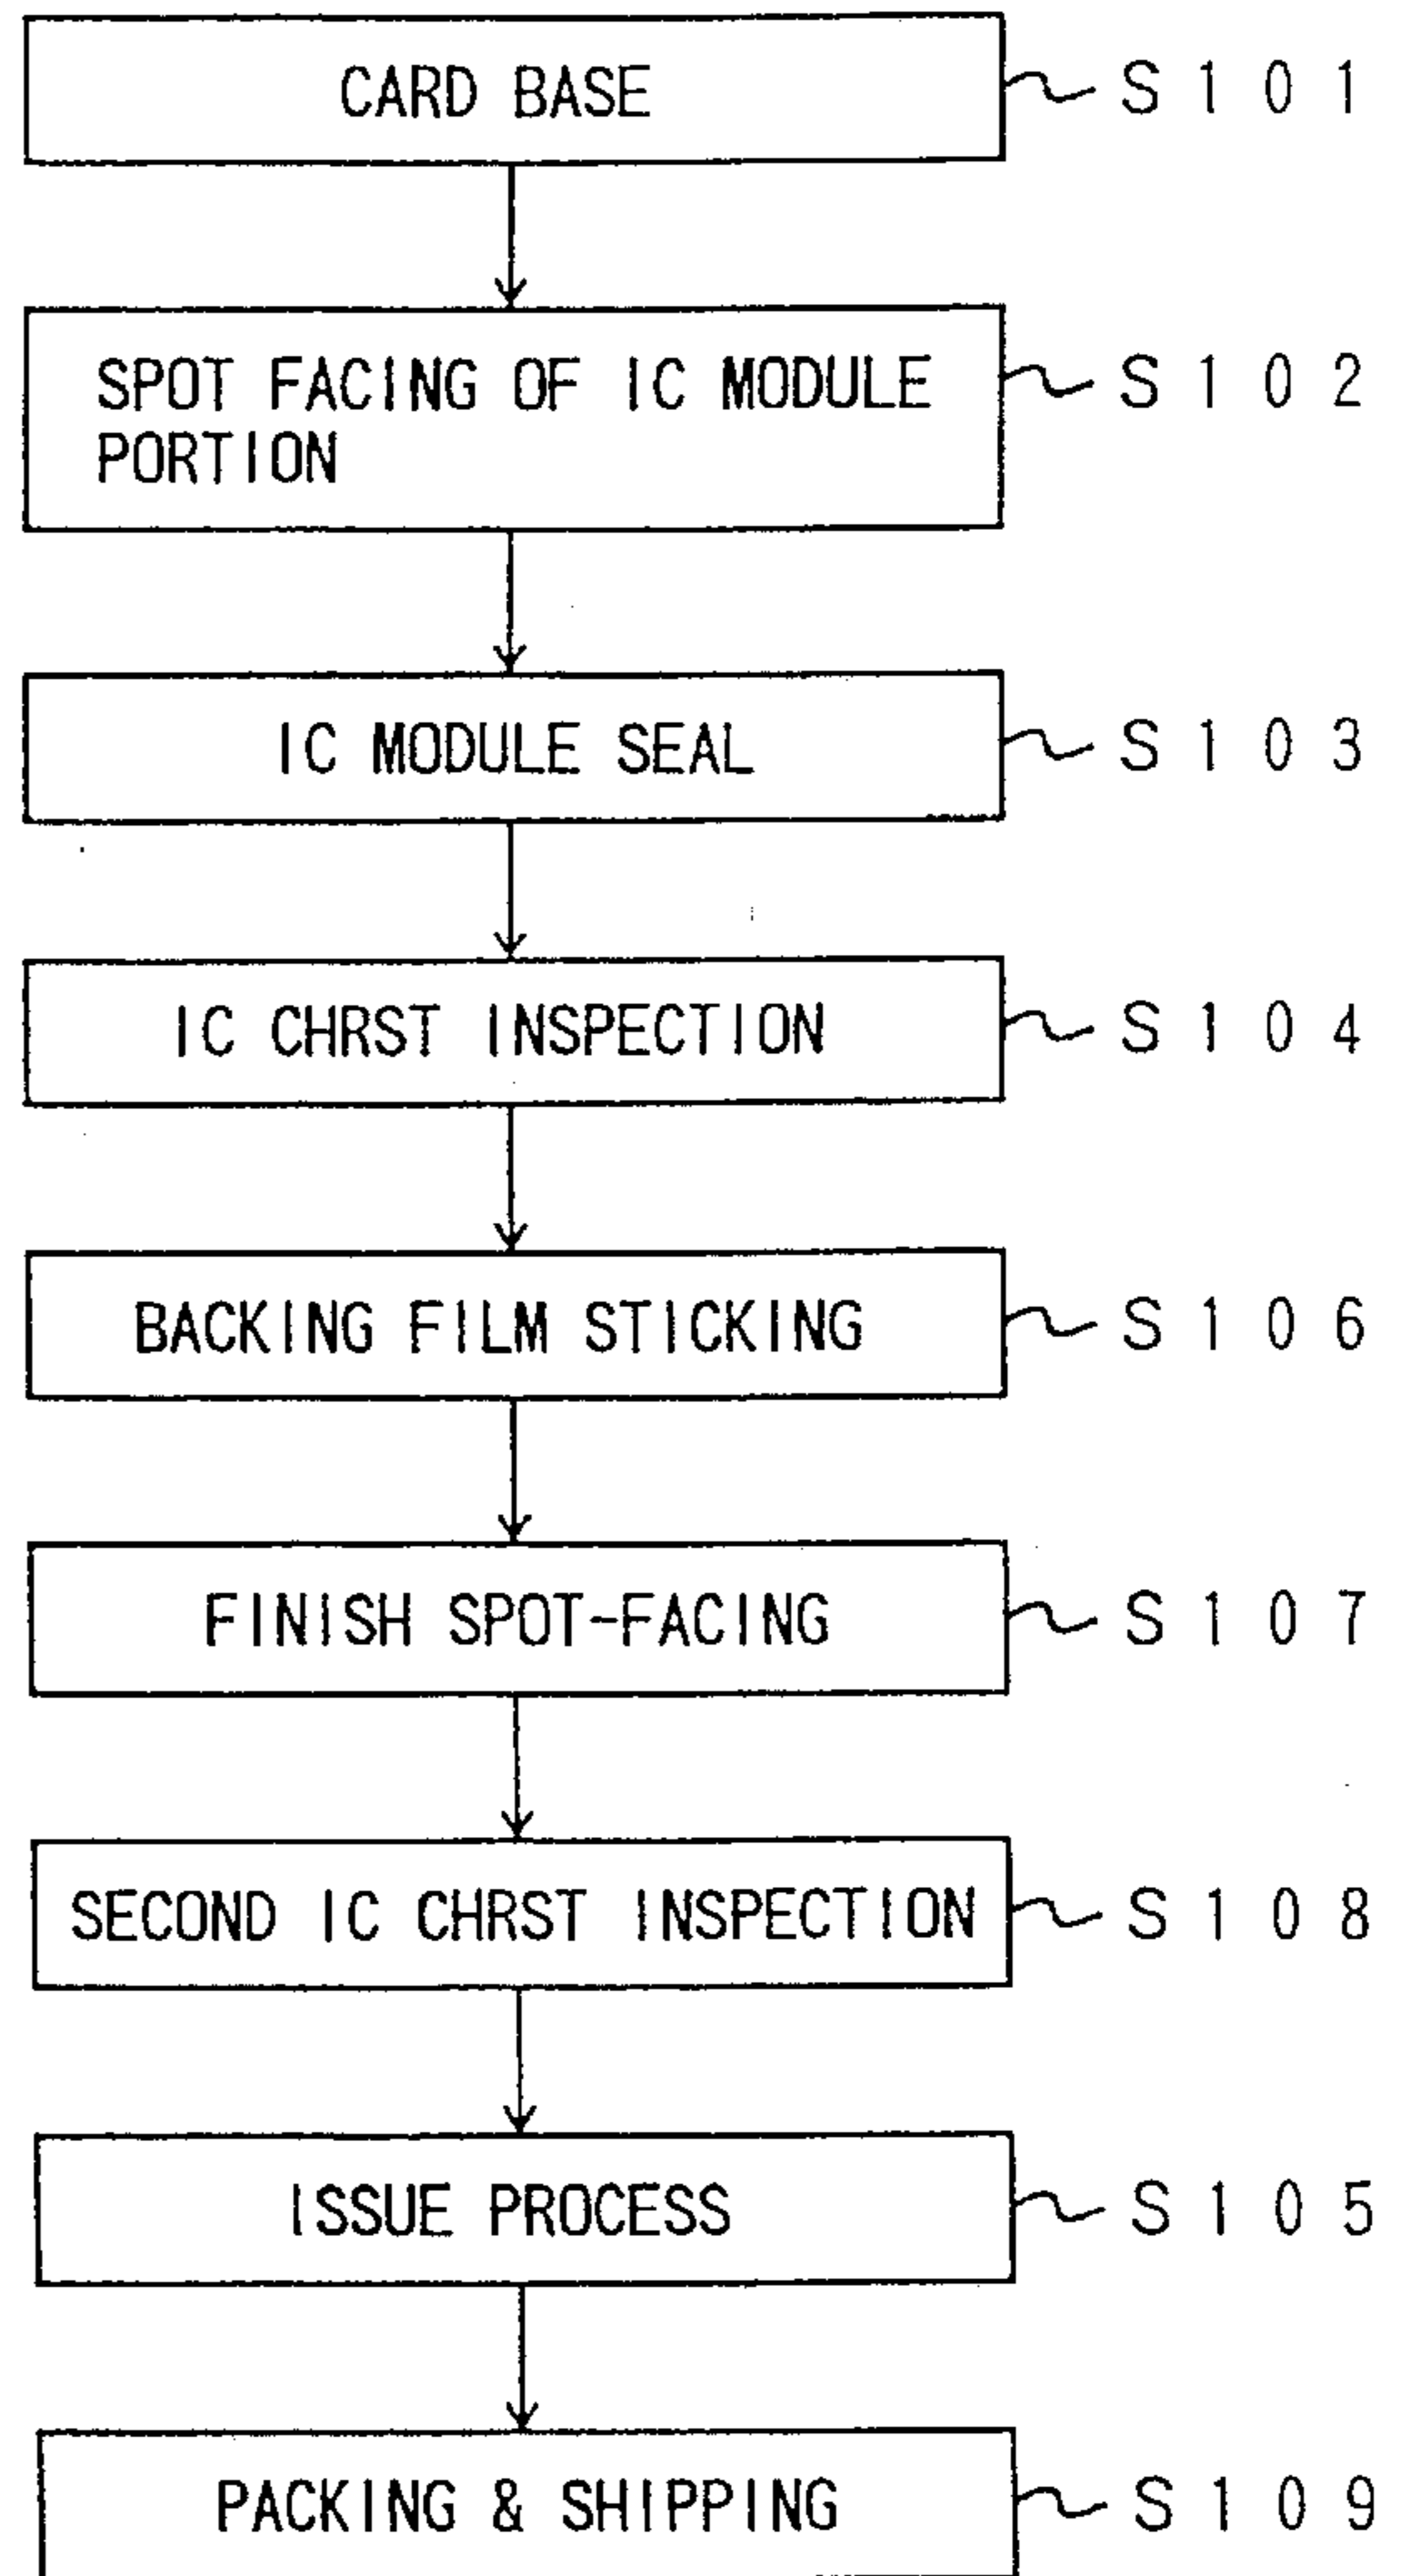 CARD BASE S101
SPOT FACING OF IC MODULE S102
PORTION
IC MODULE SEAL S103
IC CHRST INSPECTION S104
BACKING FILM STICKING S106
FINISH SPOT-FACING S107
SECOND IC CHRST INSPECTION S108
ISSUE PROCESS S105
PACKING & SHIPPING S109